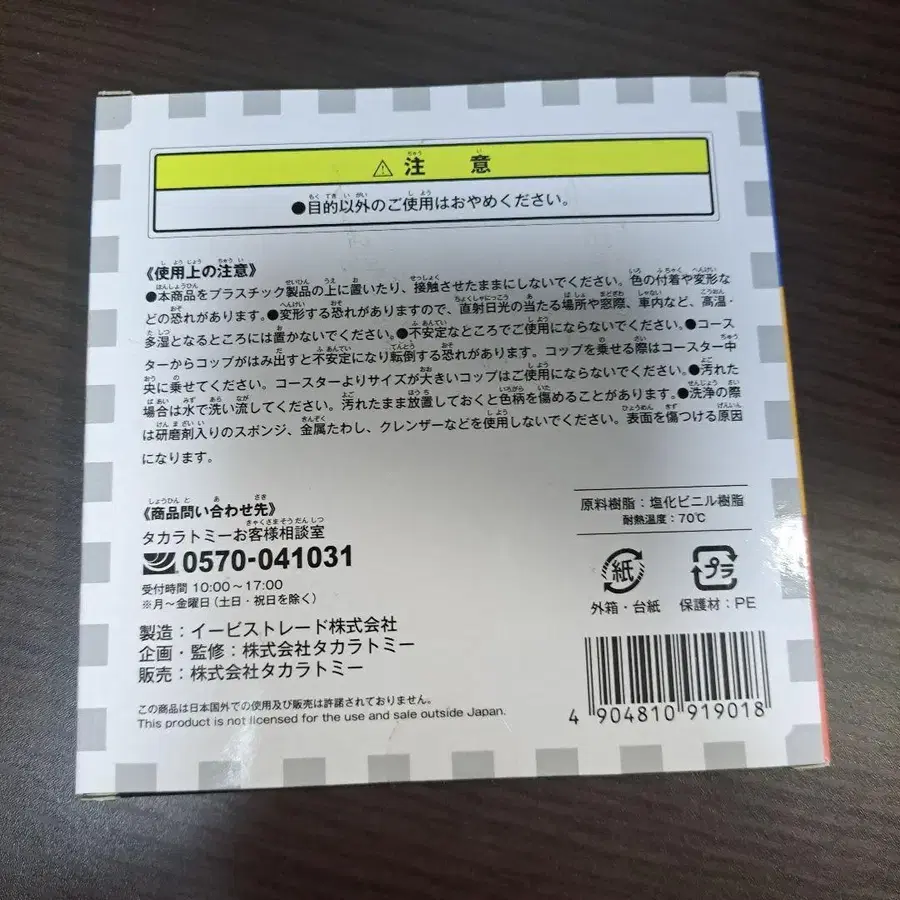 ⚠注 意
●目的以外のご使用はおやめください。
《使用上の注意》
●本商品をプラスチック製品の上に置いたり、接触させたままにしないでください。色の付着や変形な
どの恐れがあります。●変形する恐れがありますので、直射日光の当たる場所や窓際、車内など、高温・
多湿となるところには置かないでください。●不安定なところでご使用にならないでください。●コース
ターからコップがはみ出すと不安定になり転倒する恐れがあります。コップを乗せる際はコースター中
央に乗せてください。コースターよりサイズが大きいコップはご使用にならないでください。●汚れた
場合は水で洗い流してください。汚れたまま放置しておくと色柄を傷めることがあります。●洗浄の際
は研磨剤入りのスポンジ、金属たわし、クレンザーなどを使用しないでください。表面を傷つける原因
になります。
《商品問い合わせ先》
タカラトミーお客様相談室
0570-041031
受付時間 10:00～17:00
※月～金曜日(土日・祝日を除く)
製造：イービストレード株式会社
企画・監修：株式会社タカラトミー
販売：株式会社タカラトミー
この商品は日本国外での使用及び販売は許諾されておりません。
This product is not licensed for the use and sale outside Japan.
原料樹脂：塩化ビニル樹脂
耐熱温度：70℃
紙 プラ
外箱・台紙 保護材：PE
4 904810 919018